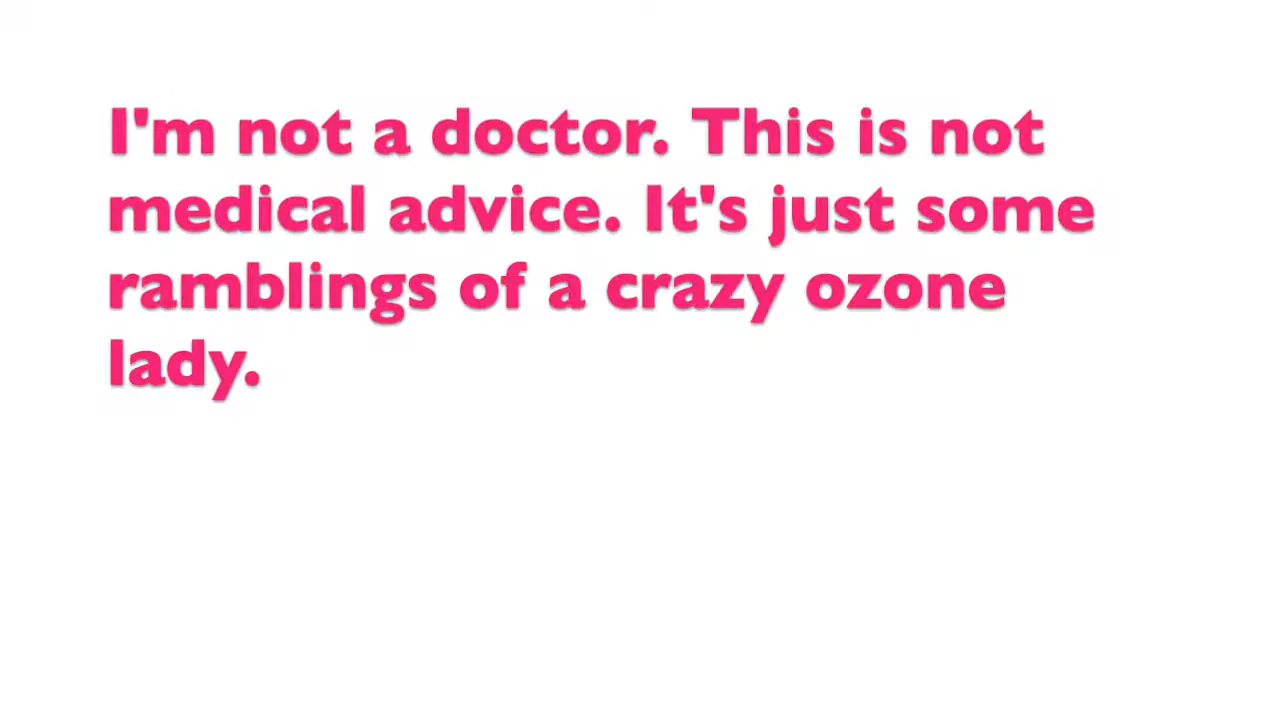 I'm not a doctor. This is not
medical advice. It's just some
ramblings of a crazy ozone
lady.